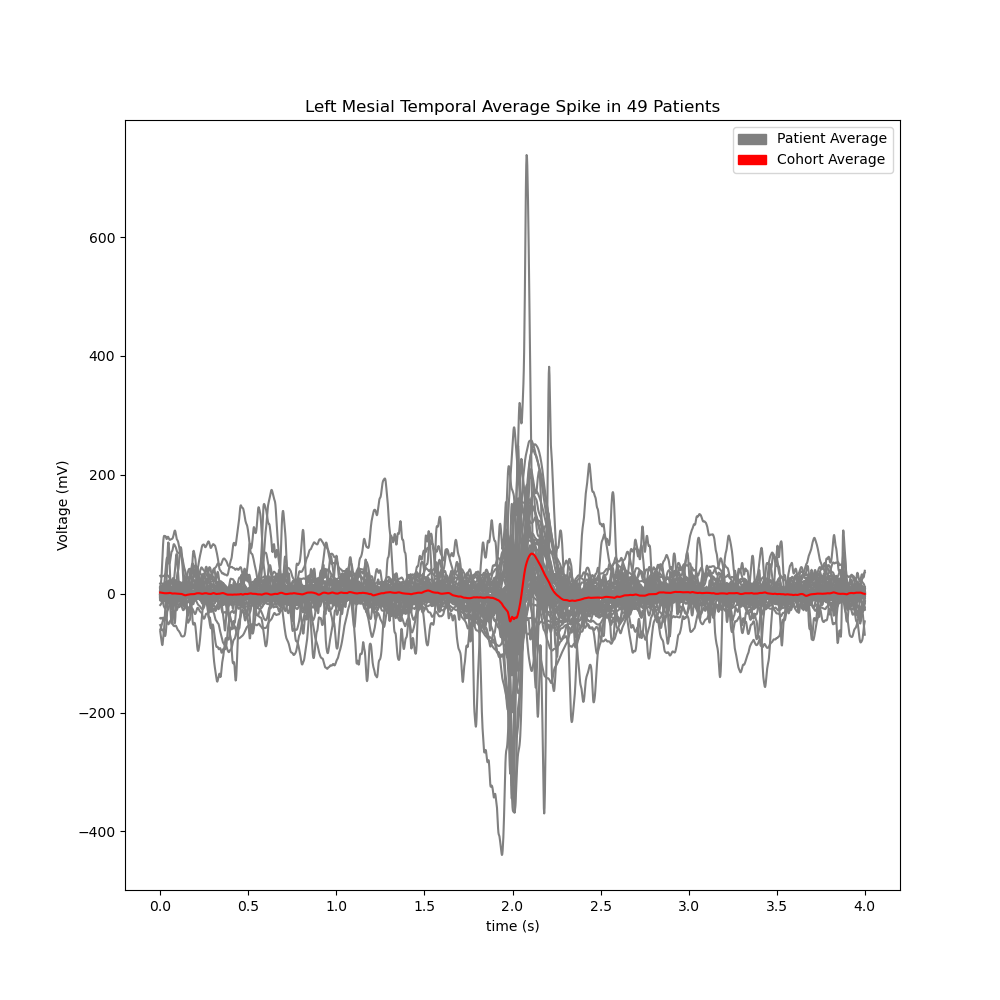 Left Mesial Temporal Average Spike in 49 Patients
Patient Average
Cohort Average
Voltage (mV)
600
400
200
0
−200
−400
0.0 0.5 1.0 1.5 2.0 2.5 3.0 3.5 4.0
time (s)